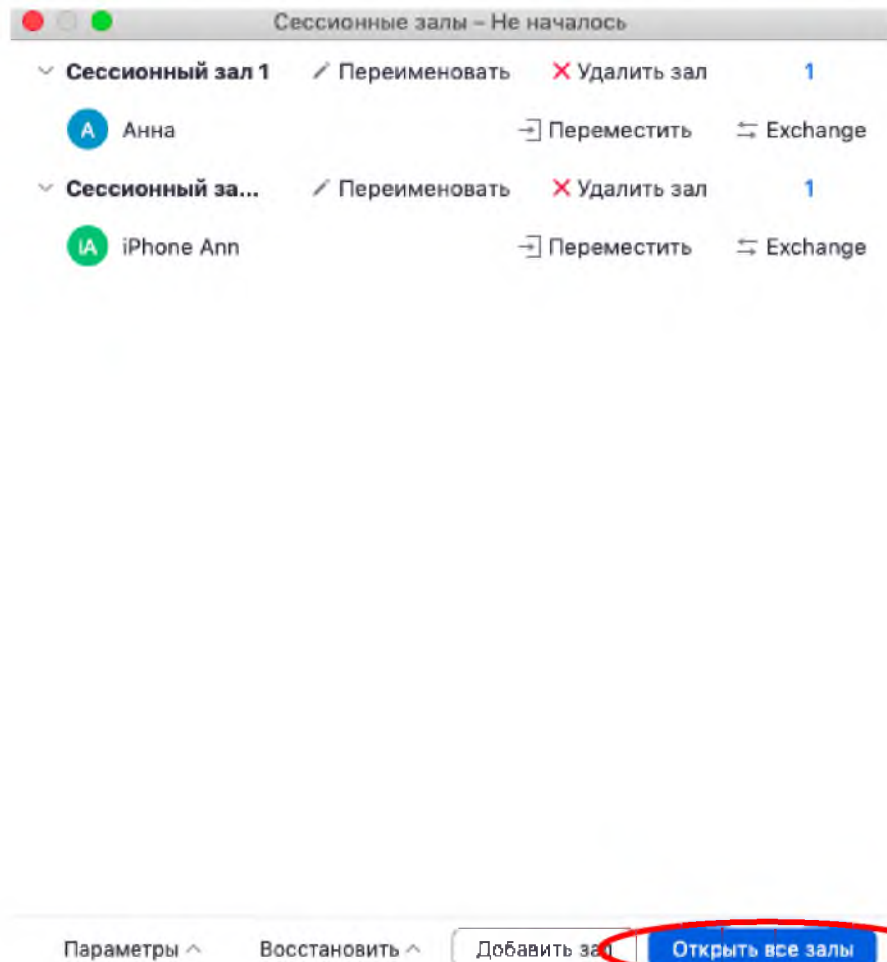 Сессионные залы – Не началось
Сессионный зал 1 Переименовать Удалить зал 1
А Анна Переместить Exchange
Сессионный за... Переименовать Удалить зал 1
iA iPhone Ann Переместить Exchange
Параметры Восстановить Добавить зал Открыть все залы